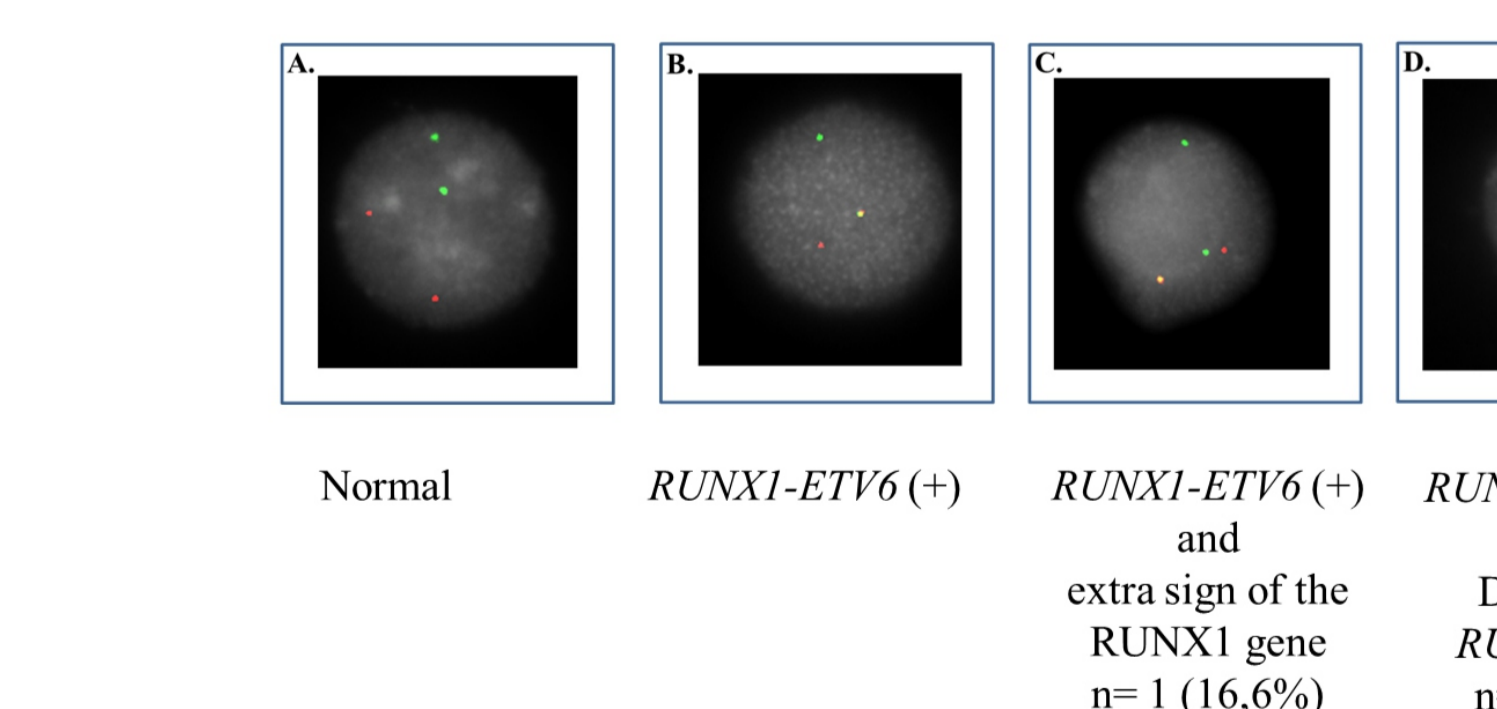 A.
B.
C.
D.
Normal
RUNX1-ETV6 (+)
RUNX1-ETV6 (+)
and
extra sign of the
RUNX1 gene
n= 1 (16,6%)